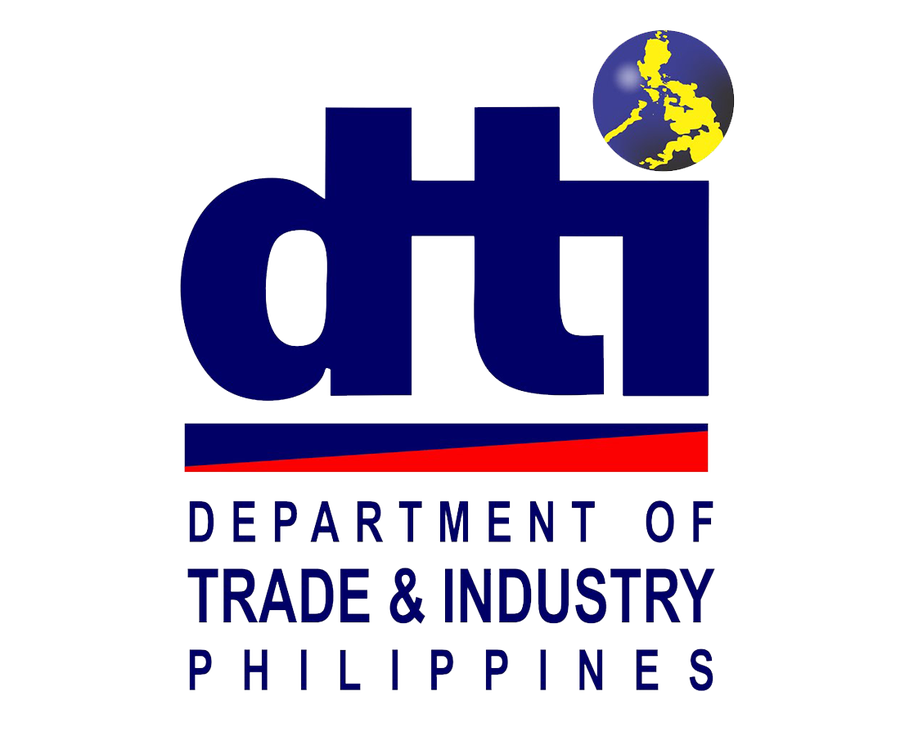 dti
DEPARTMENT OF
TRADE & INDUSTRY
PHILIPPINES